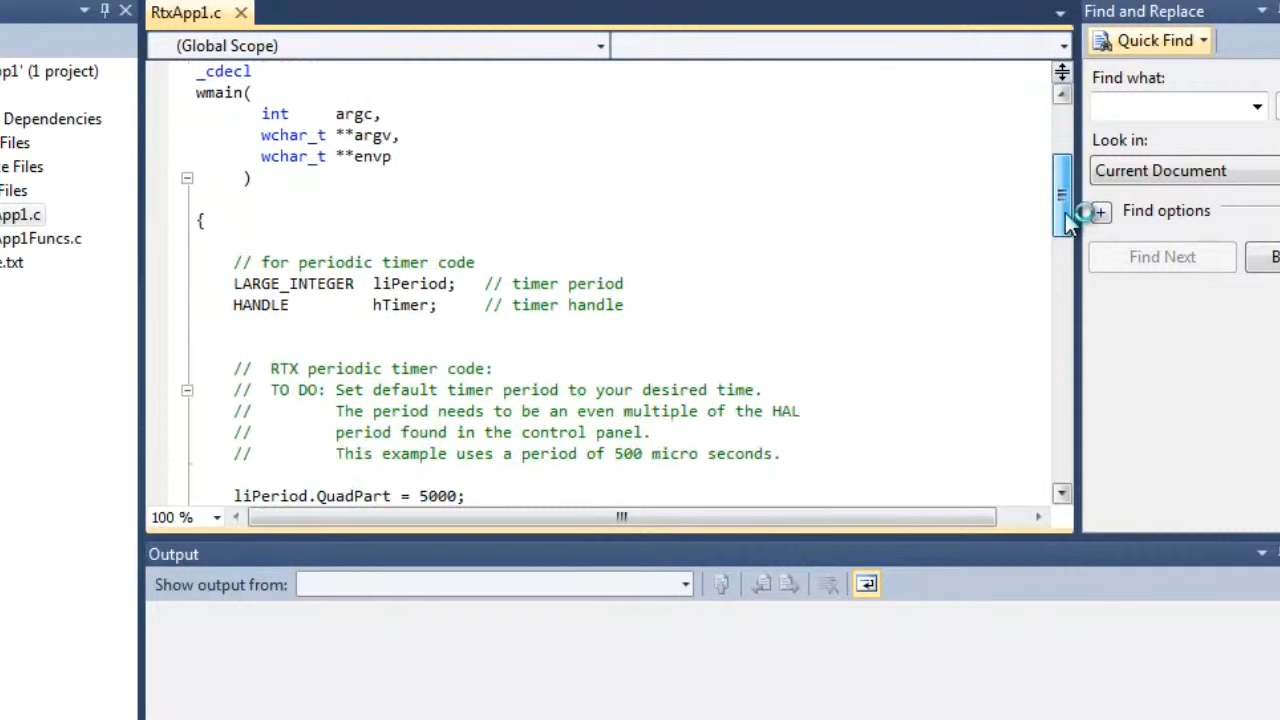 RtxApp1.c
Find and Replace
(Global Scope)
Quick Find
pp1' (1 project)
Dependencies
Files
e Files
Files
App1.c
App1Funcs.c
e.txt
_cdecl
wmain(
int argc,
wchar_t **argv,
wchar_t **envp
)
{
// for periodic timer code
LARGE_INTEGER liPeriod; // timer period
HANDLE hTimer; // timer handle
// RTX periodic timer code:
// TO DO: Set default timer period to your desired time.
// The period needs to be an even multiple of the HAL
// period found in the control panel.
// This example uses a period of 500 micro seconds.
liPeriod.QuadPart = 5000;
100 %
Find what:
Look in:
Current Document
Find options
Find Next
B
Output
Show output from: